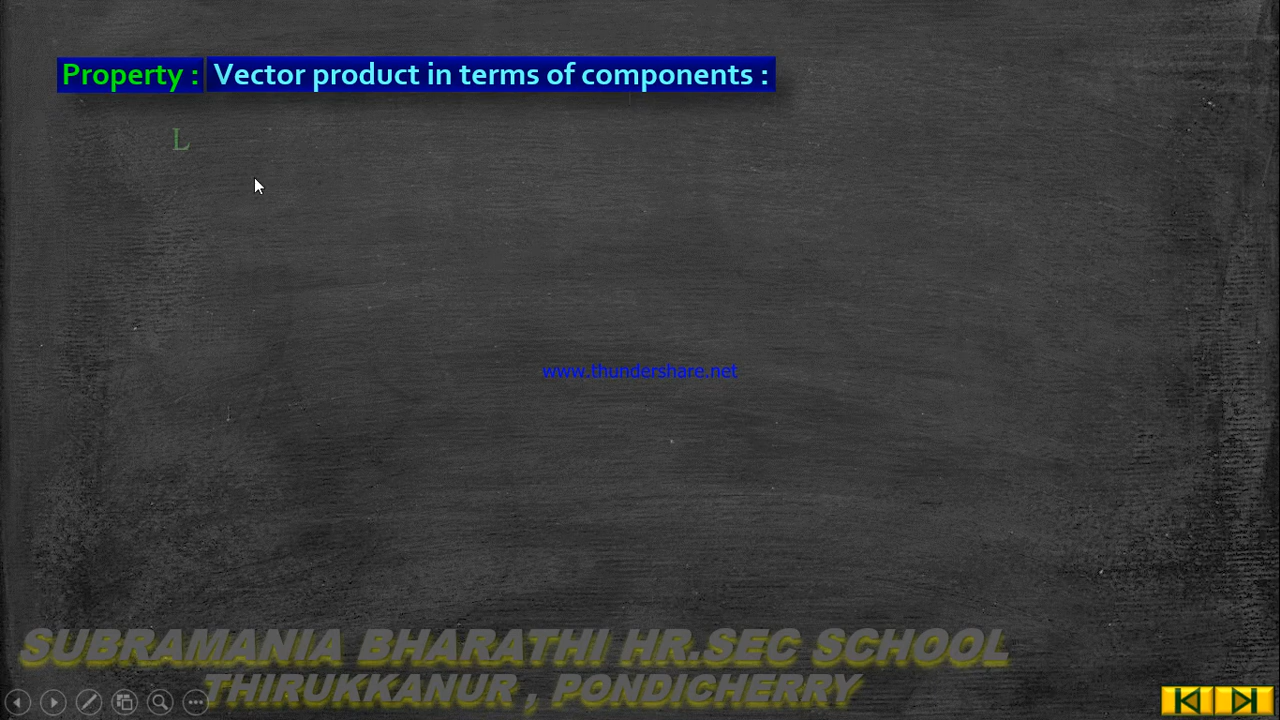 Property : Vector product in terms of components :
L
www.thundershare.net
SUBRAMANIA BHARATHI HR.SEC SCHOOL
THIRUKKANUR , PONDICHERRY